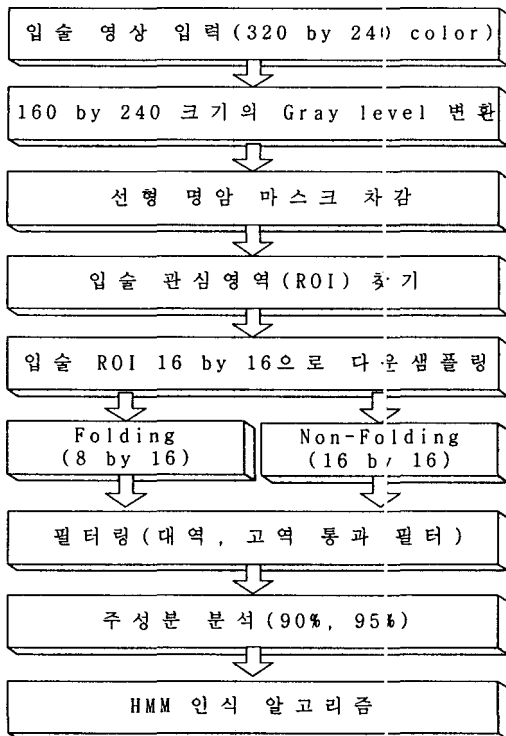 입술 영상 입력(320 by 240 color)
160 by 240 크기의 Gray level 변환
선형 명암 마스크 차감
입술 관심영역(ROI) 찾기
입술 ROI 16 by 16으로 다운샘플링
Folding
(8 by 16)
Non-Folding
(16 by 16)
필터링(대역, 고역 통과 필터)
주성분 분석(90%, 95%)
HMM 인식 알고리즘